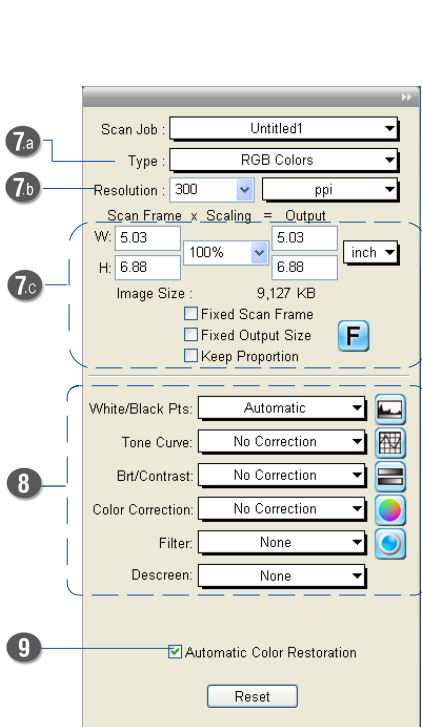 Scan Job : Untitled1
7.a Type : RGB Colors
7.b Resolution : 300 ppi
Scan Frame x Scaling = Output
W: 5.03 100% 5.03 inch
7.c H: 6.88 6.88
Image Size : 9,127 KB
Fixed Scan Frame
Fixed Output Size F
Keep Proportion
White/Black Pts: Automatic
Tone Curve: No Correction
8 Brt/Contrast: No Correction
Color Correction: No Correction
Filter: None
Descreen: None
9 Automatic Color Restoration
Reset